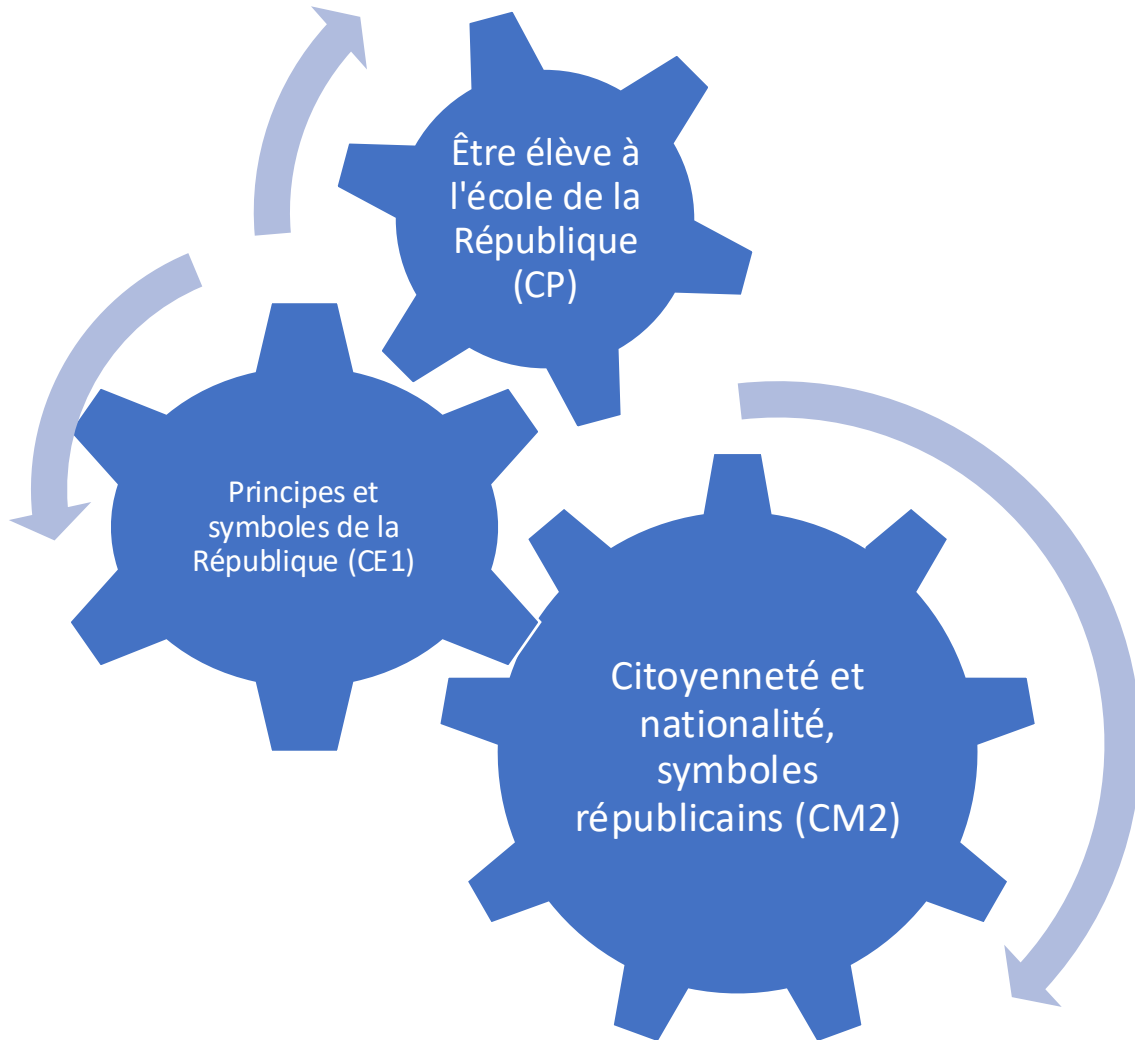 Être élève à
l'école de la
République
(CP)
Principes et
symboles de la
République (CE1)
Citoyenneté et
nationalité,
symboles
républicains (CM2)